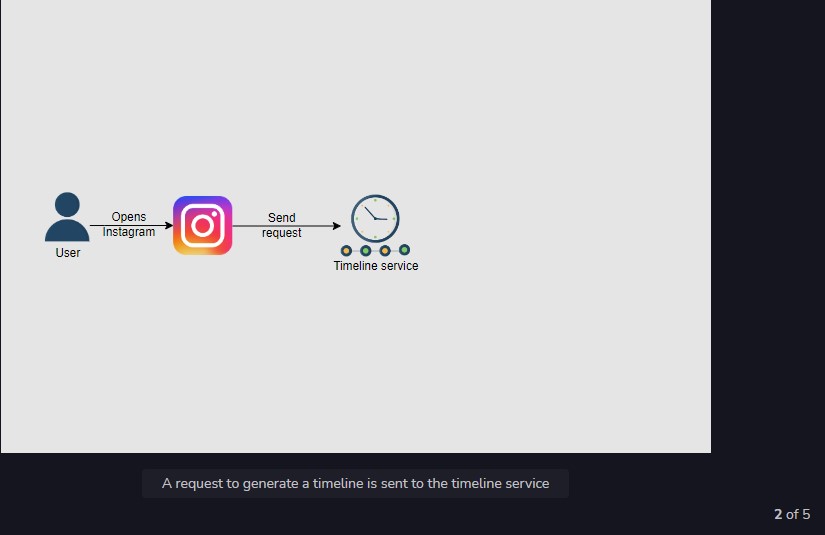 Opens
Instagram
Send
request
User
Timeline service
A request to generate a timeline is sent to the timeline service
2 of 5